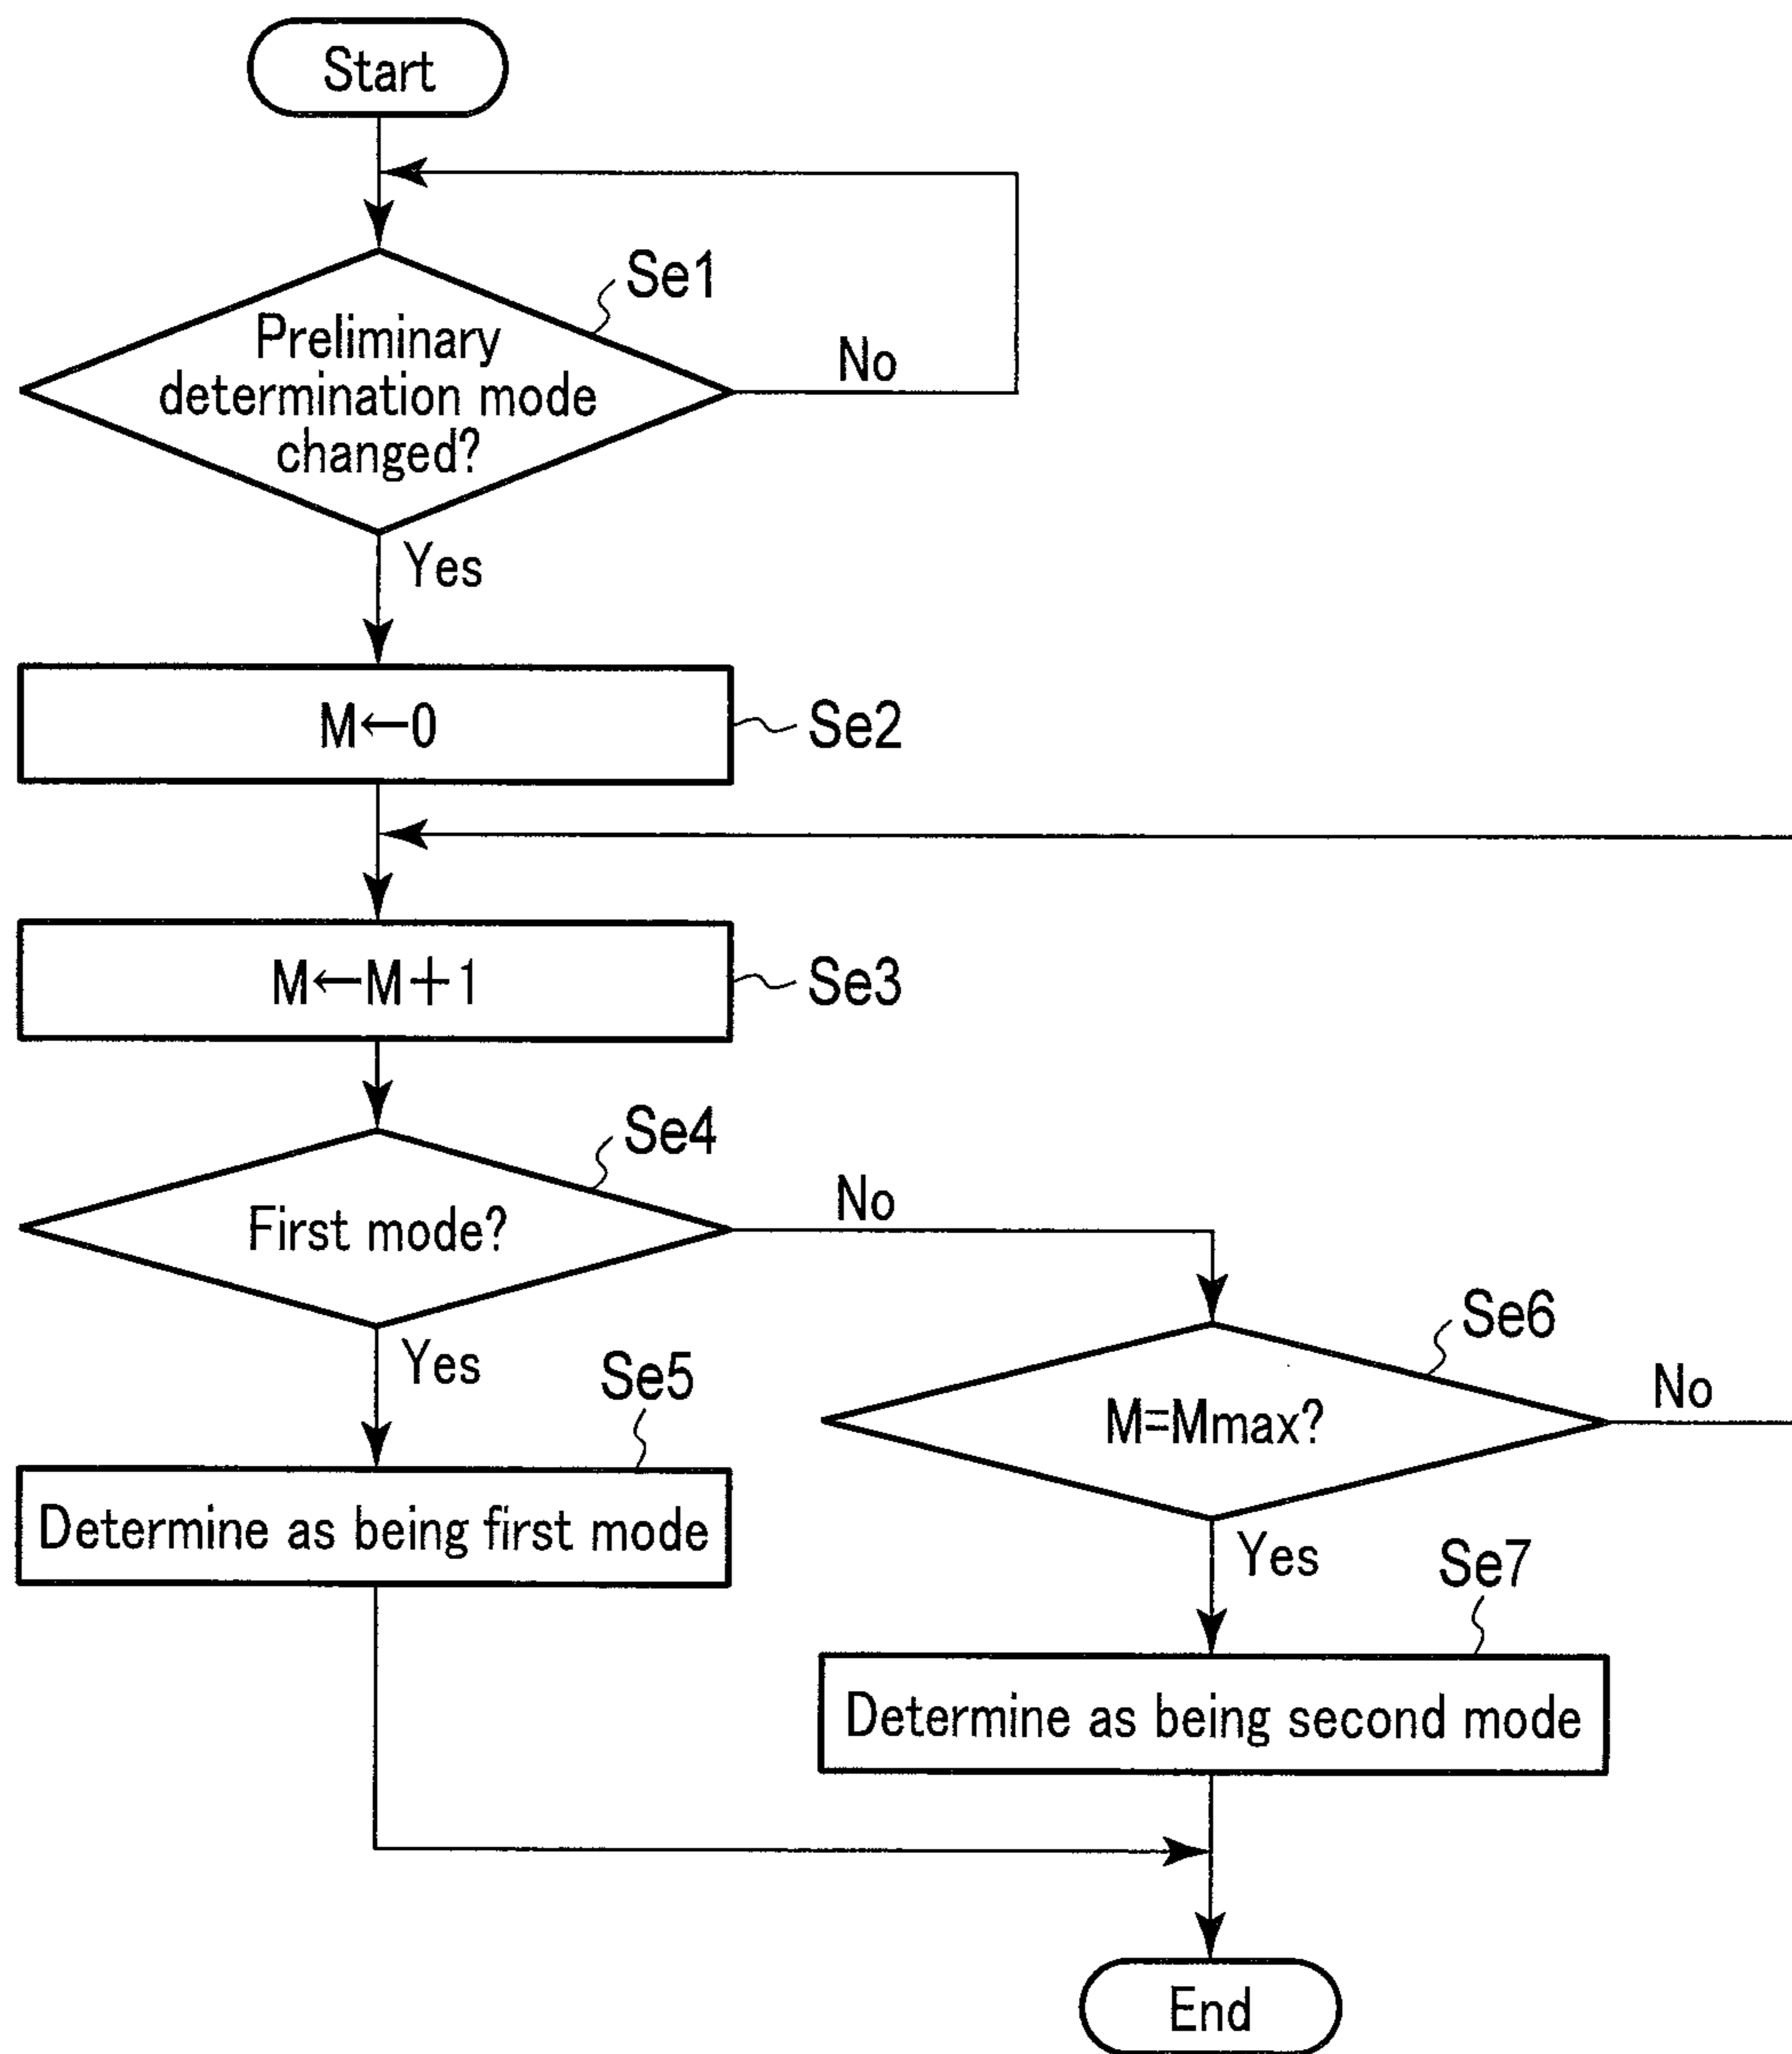 Start
Se1
Preliminary
determination mode
changed?
No
Yes
M←0
Se2
M←M+1
Se3
Se4
First mode?
No
Yes
Se5
Determine as being first mode
Se6
M=Mmax?
No
Yes
Se7
Determine as being second mode
End